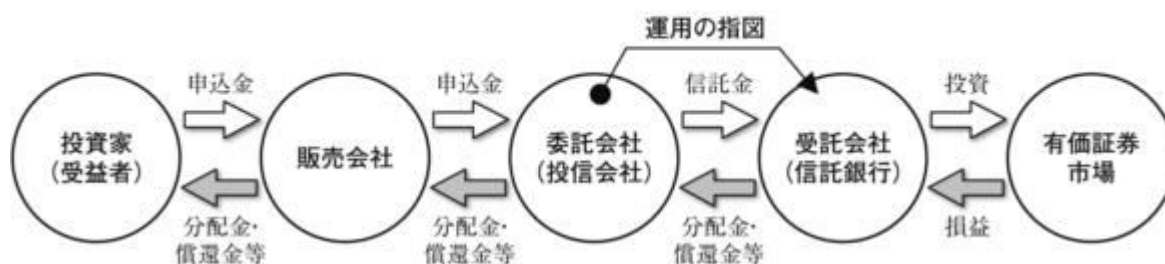 運用の指図
申込金
申込金
信託金
投資
投資家
（受益者）
販売会社
委託会社
（投信会社）
受託会社
（信託銀行）
有価証券
市場
分配金・
償還金等
分配金・
償還金等
分配金・
償還金等
損益